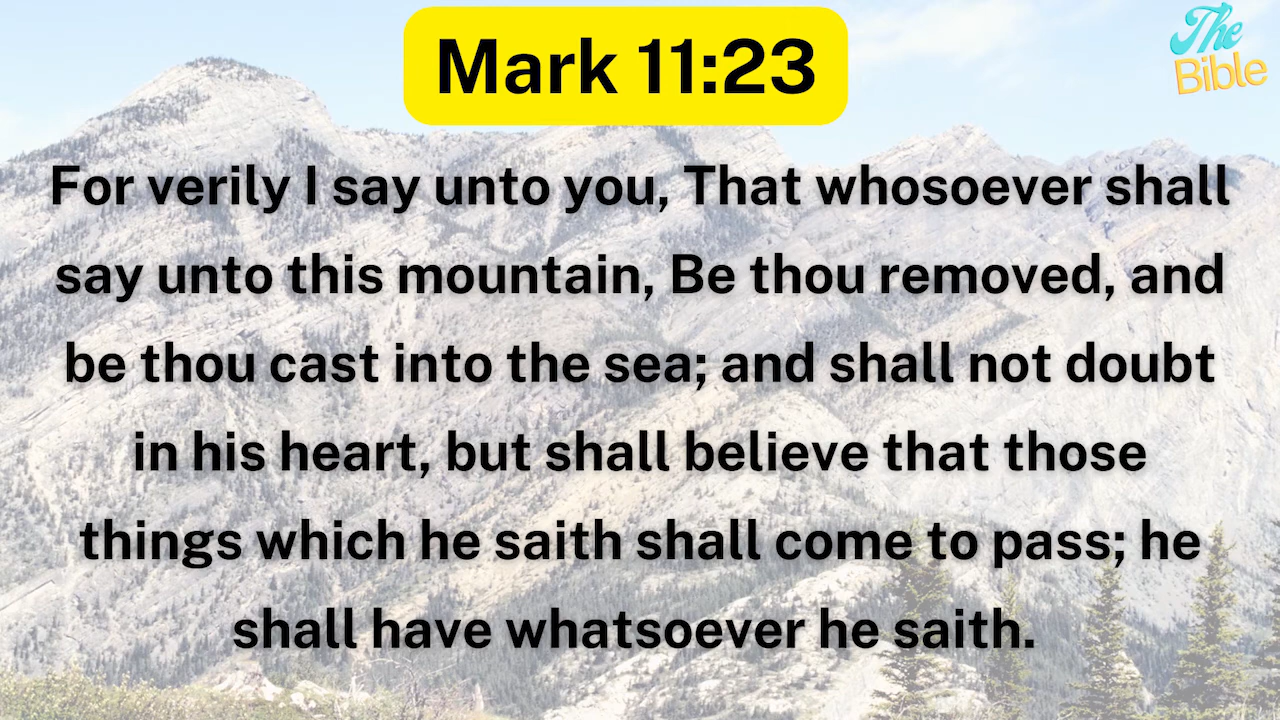 Mark 11:23
The
Bible
For verily I say unto you, That whosoever shall
say unto this mountain, Be thou removed, and
be thou cast into the sea; and shall not doubt
in his heart, but shall believe that those
things which he saith shall come to pass; he
shall have whatsoever he saith.